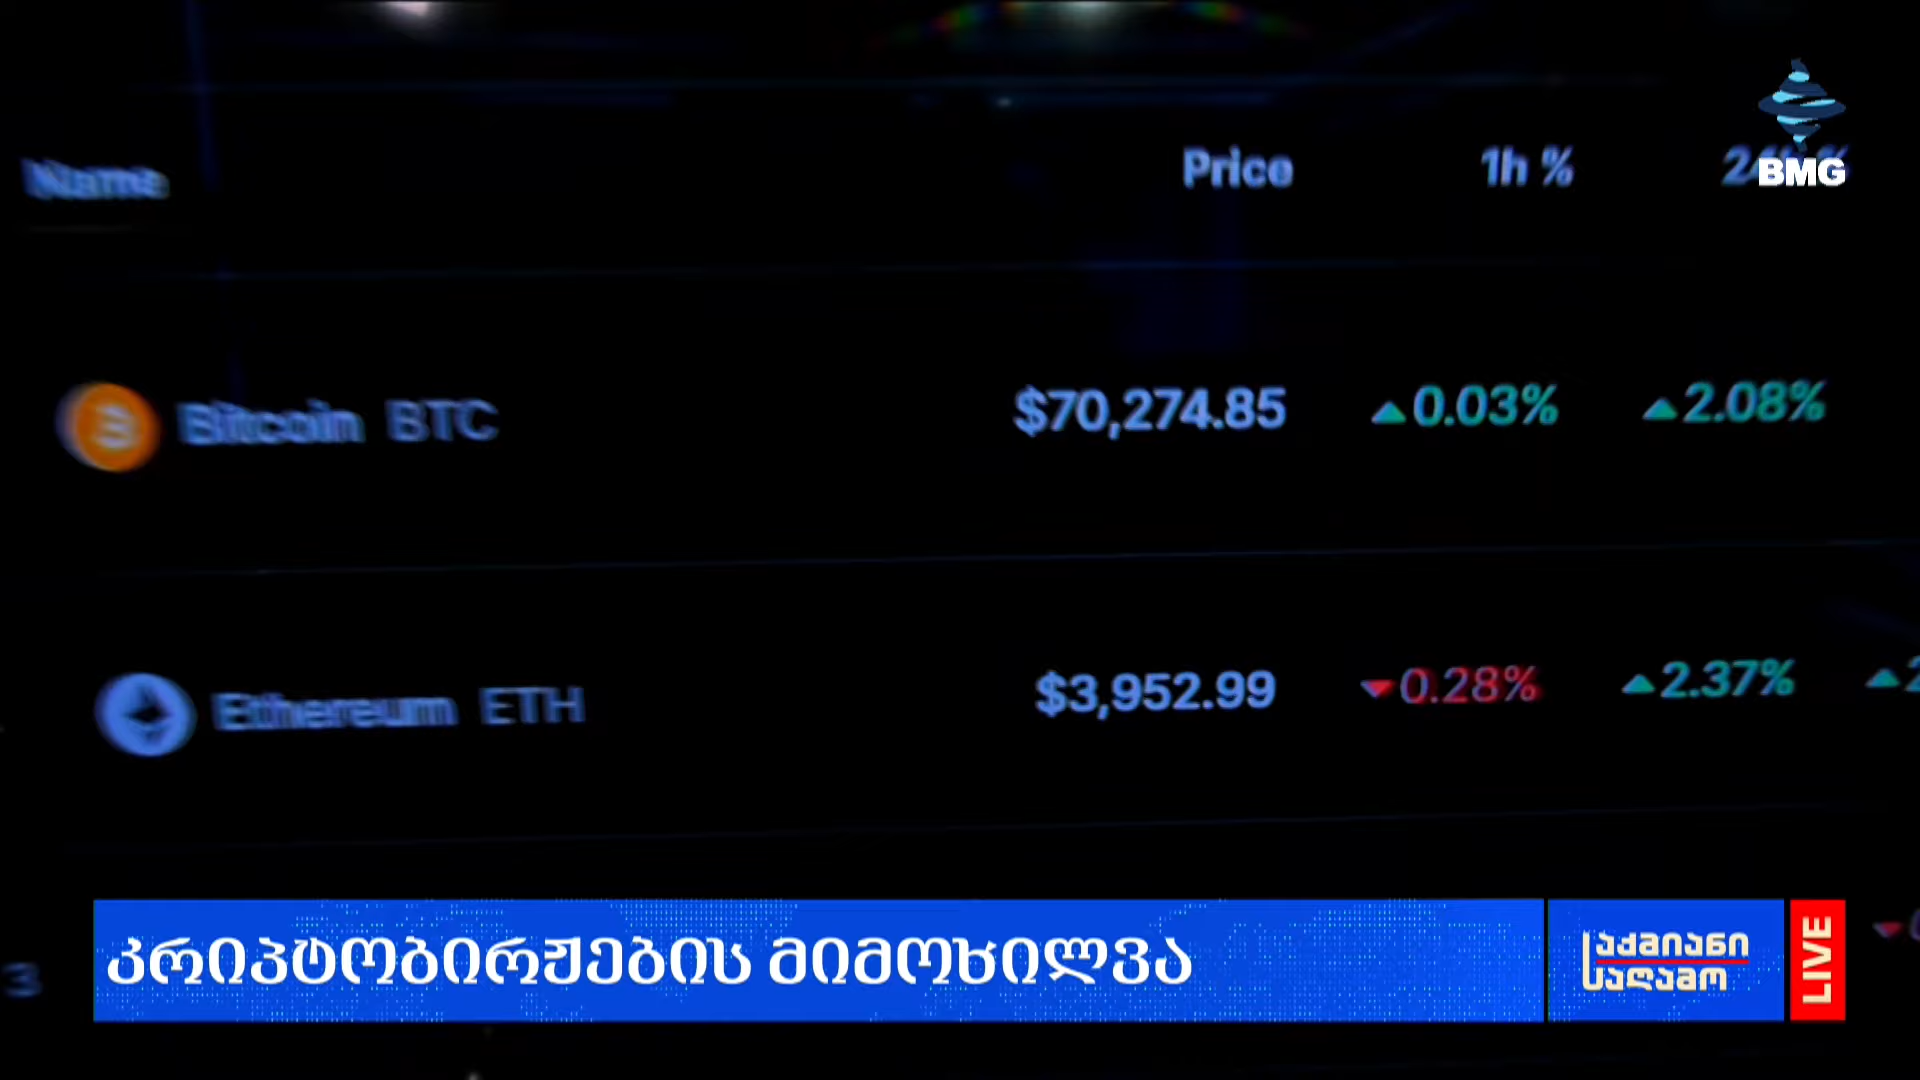 BMG
Name Price 1h %
Bitcoin BTC $70,274.85 ▲0.03% ▲2.08%
Ethereum ETH $3,952.99 ▼0.28% ▲2.37%
3
კრიპტობირჟების მიმოხილვა
საქმიანი
საღამო
LIVE